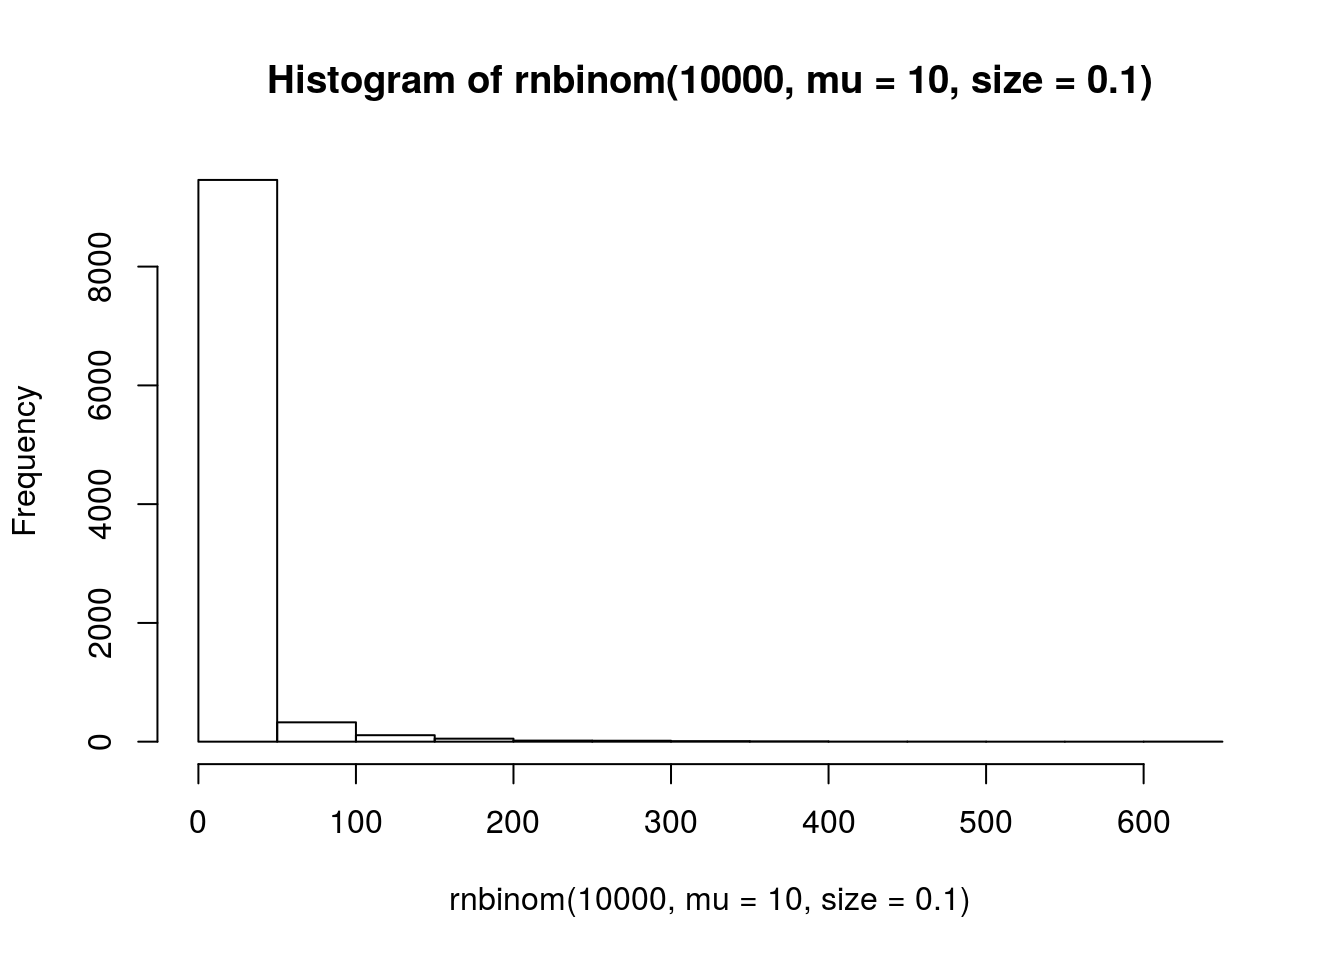 Histogram of rnbinom(10000, mu = 10, size = 0.1)
Frequency
8000
6000
4000
2000
0
0 100 200 300 400 500 600
rnbinom(10000, mu = 10, size = 0.1)